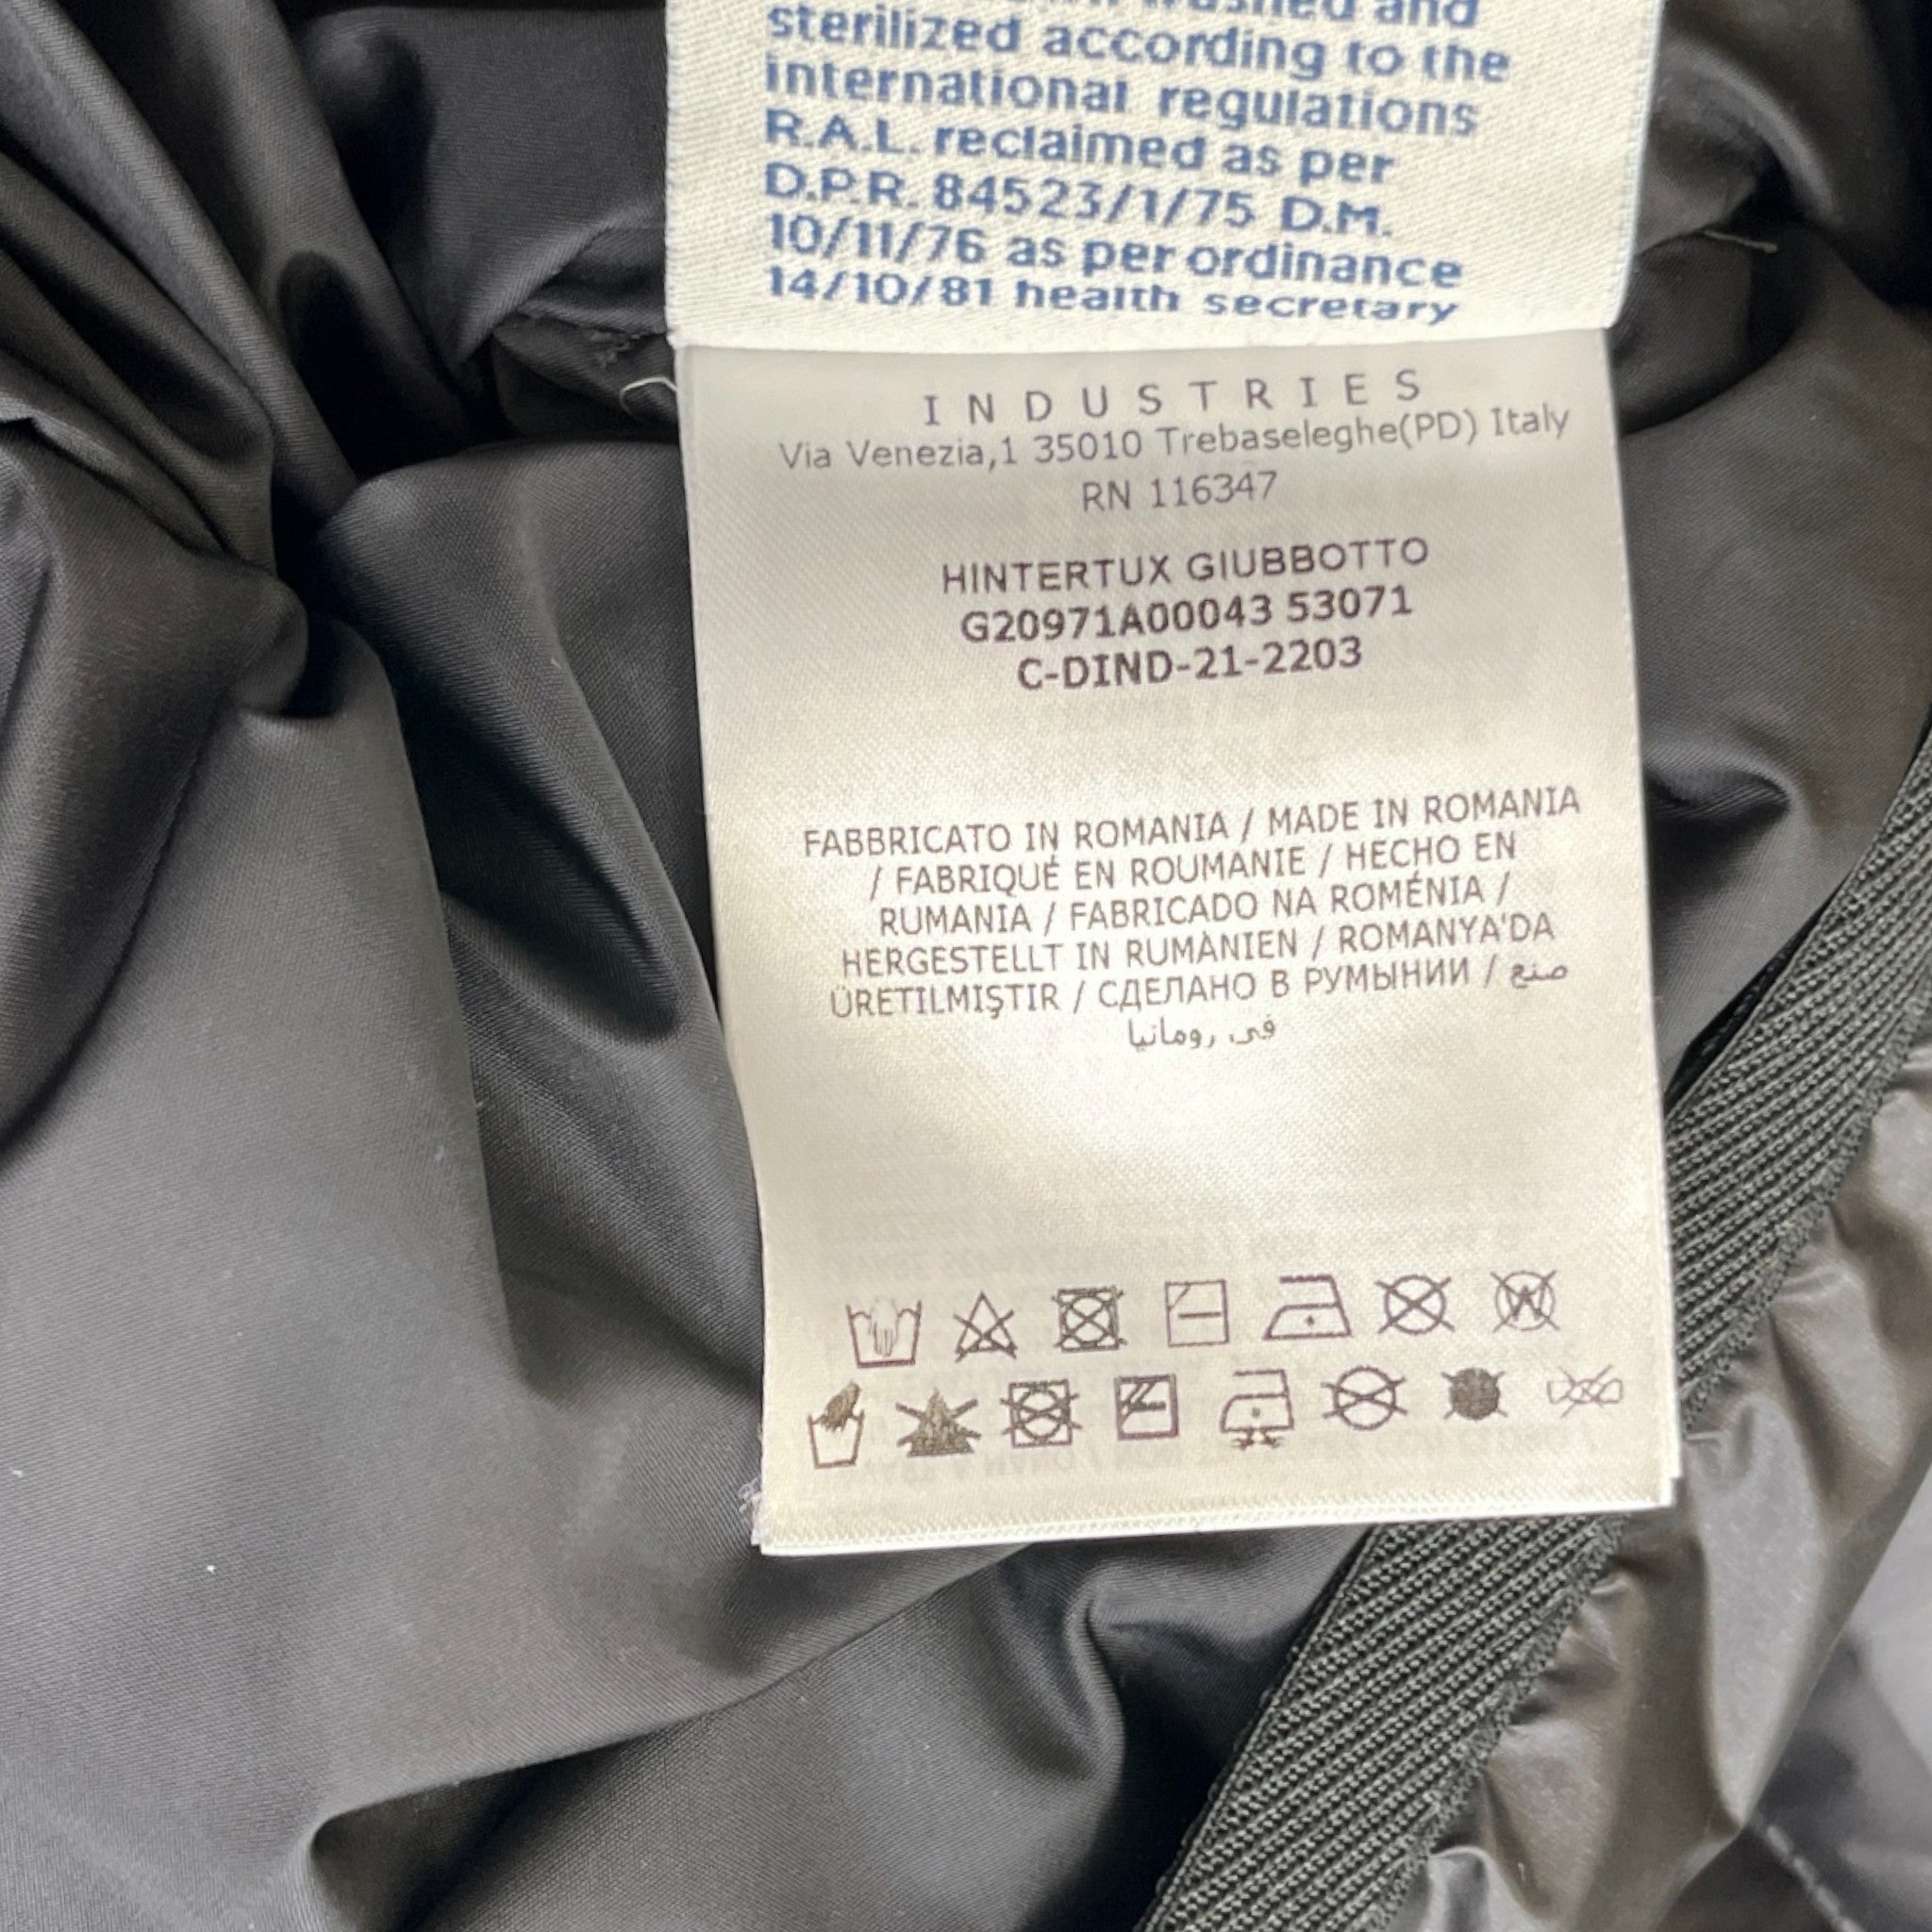 washed and
sterilized according to the
international regulations
R.A.L. reclaimed as per
D.P.R. 84523/1/75 D.M.
10/11/76 as per ordinance
14/10/81 health secretary
INDUSTRIES
Via Venezia,1 35010 Trebaseleghe(PD) Italy
RN 116347
HINTERTUX GIUBBOTTO
G20971A00043 53071
C-DIND-21-2203
FABBRICATO IN ROMANIA / MADE IN ROMANIA
/ FABRIQUÉ EN ROUMANIE / HECHO EN
RUMANIA / FABRICADO NA ROMÉNIA /
HERGESTELLT IN RUMÄNIEN / ROMANYA'DA
ÜRETILMIŞTIR / СДЕЛАНО В РУМЫНИИ / صنع
في رومانيا
W